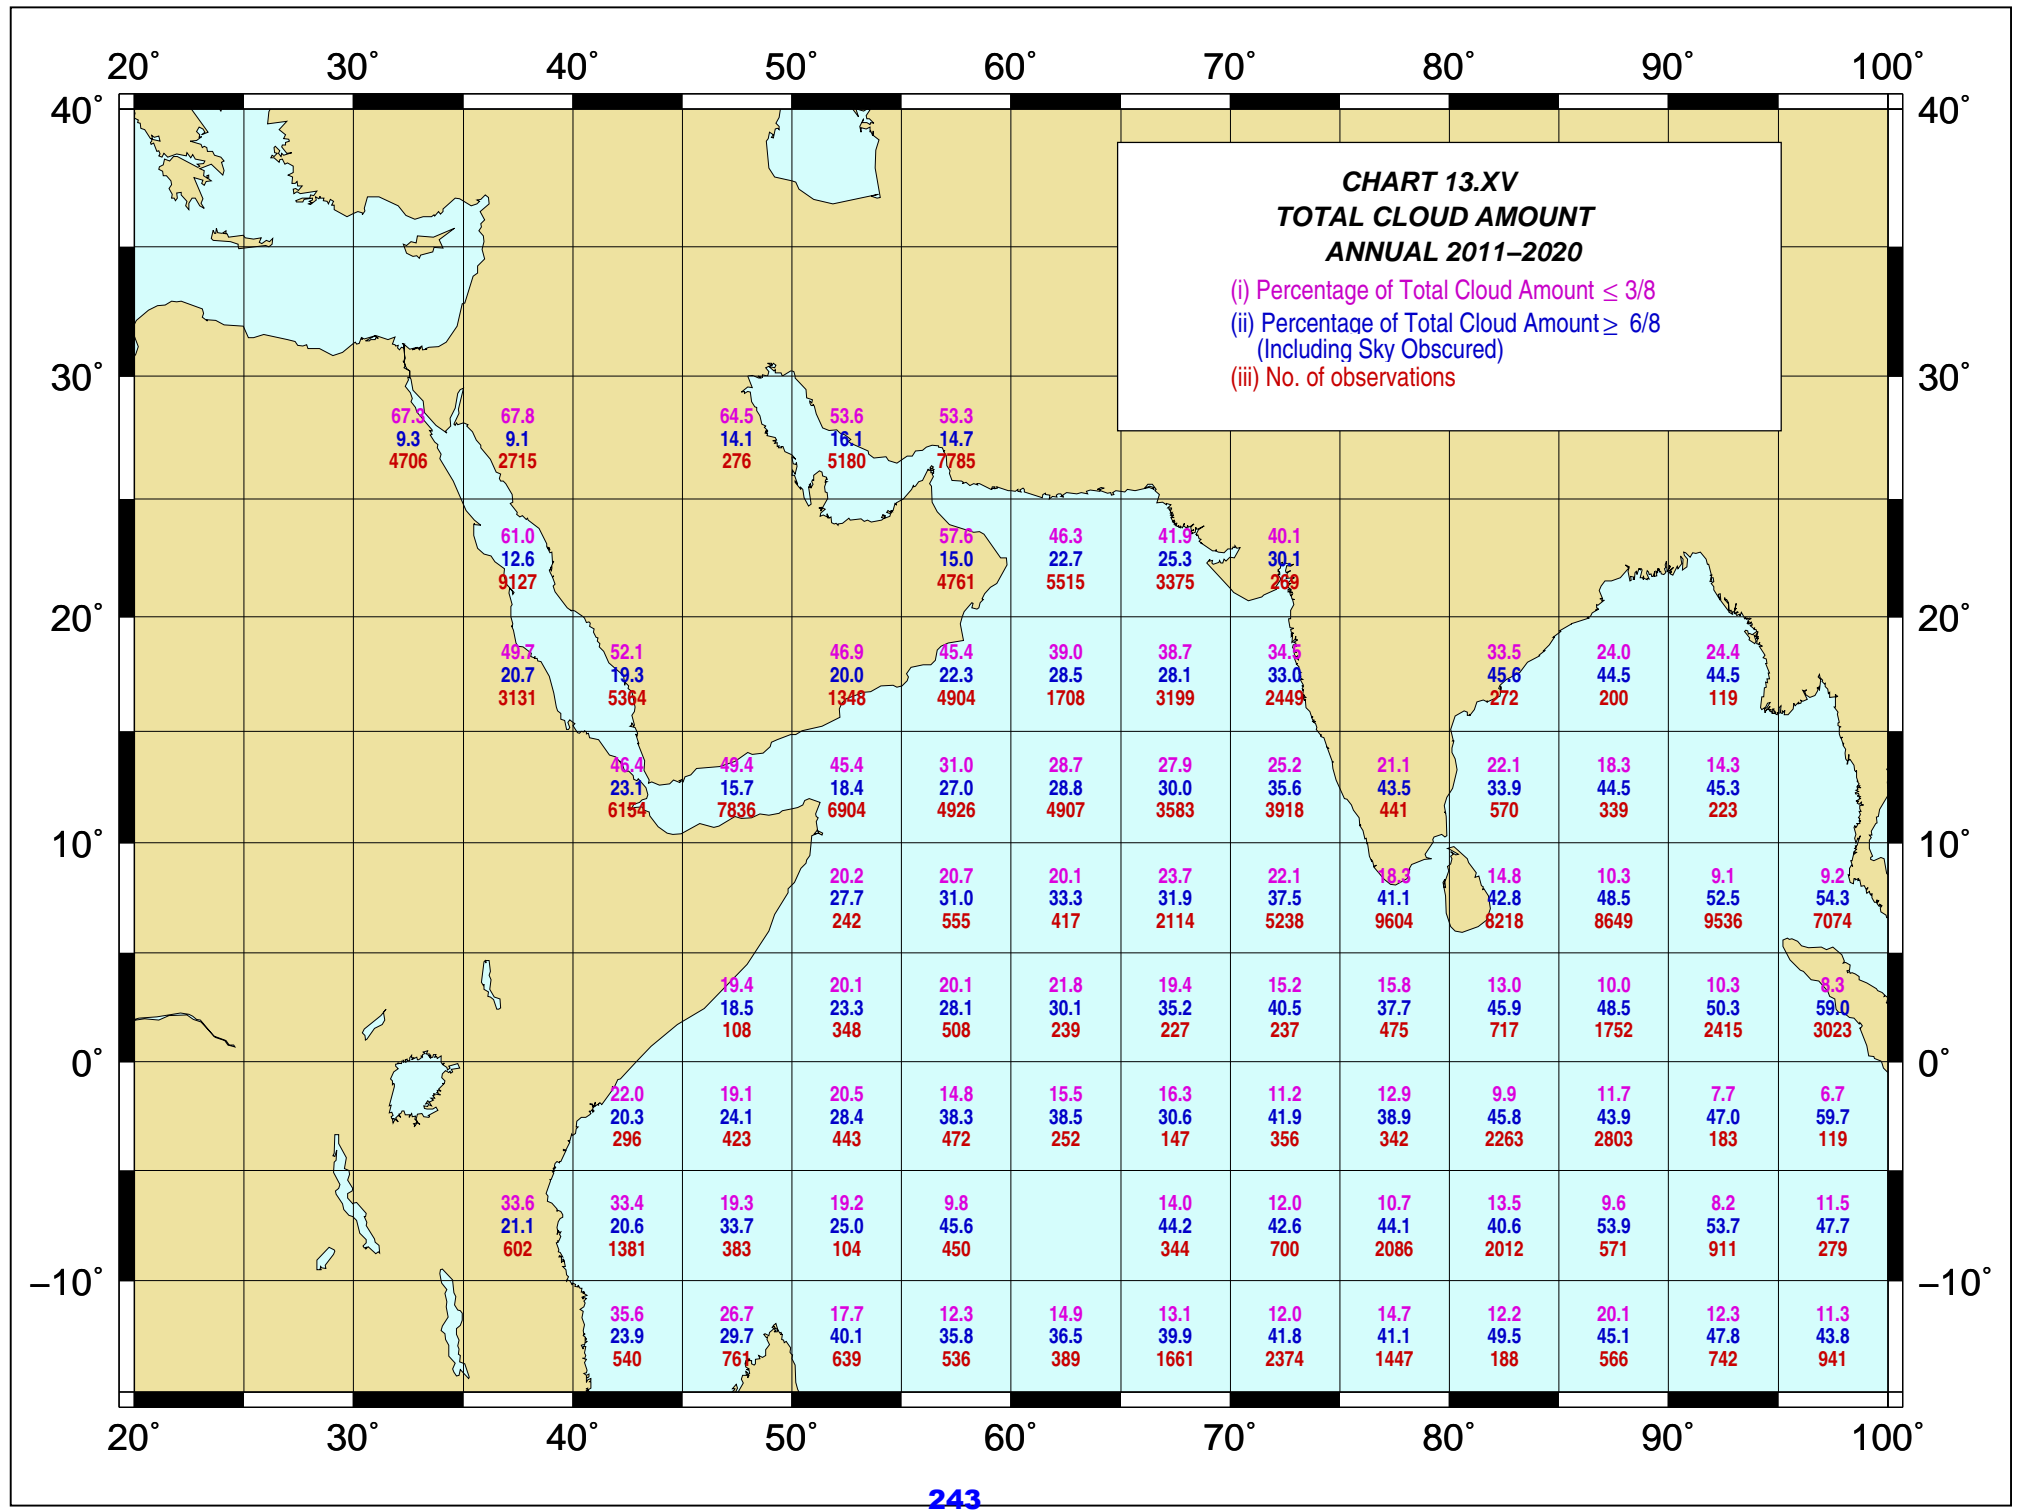 20° 30° 40° 50° 60° 70° 80° 90° 100°
40° 40°
CHART 13.XV
TOTAL CLOUD AMOUNT
ANNUAL 2011–2020
(i) Percentage of Total Cloud Amount ≤ 3/8
(ii) Percentage of Total Cloud Amount ≥ 6/8
(Including Sky Obscured)
(iii) No. of observations
30° 30°
67.3 67.8 64.5 53.6 53.3
9.3 9.1 14.1 16.1 14.7
4706 2715 276 5180 7785
61.0 57.6 46.3 41.9 40.1
12.6 15.0 22.7 25.3 30.1
9127 4761 5515 3375 269
20° 20°
49.7 52.1 46.9 45.4 39.0 38.7 34.5 33.5 24.0 24.4
20.7 19.3 20.0 22.3 28.5 28.1 33.0 45.6 44.5 44.5
3131 5364 1348 4904 1708 3199 2449 272 200 119
46.4 49.4 45.4 31.0 28.7 27.9 25.2 21.1 22.1 18.3 14.3
23.1 15.7 18.4 27.0 28.8 30.0 35.6 43.5 33.9 44.5 45.3
6154 7836 6904 4926 4907 3583 3918 441 570 339 223
10° 10°
20.2 20.7 20.1 23.7 22.1 18.3 14.8 10.3 9.1 9.2
27.7 31.0 33.3 31.9 37.5 41.1 42.8 48.5 52.5 54.3
242 555 417 2114 5238 9604 8218 8649 9536 7074
19.4 20.1 20.1 21.8 19.4 15.2 15.8 13.0 10.0 10.3 8.3
18.5 23.3 28.1 30.1 35.2 40.5 37.7 45.9 48.5 50.3 59.0
108 348 508 239 227 237 475 717 1752 2415 3023
0° 0°
22.0 19.1 20.5 14.8 15.5 16.3 11.2 12.9 9.9 11.7 7.7 6.7
20.3 24.1 28.4 38.3 38.5 30.6 41.9 38.9 45.8 43.9 47.0 59.7
296 423 443 472 252 147 356 342 2263 2803 183 119
33.6 33.4 19.3 19.2 9.8 14.0 12.0 10.7 13.5 9.6 8.2 11.5
21.1 20.6 33.7 25.0 45.6 44.2 42.6 44.1 40.6 53.9 53.7 47.7
602 1381 383 104 450 344 700 2086 2012 571 911 279
–10° –10°
35.6 26.7 17.7 12.3 14.9 13.1 12.0 14.7 12.2 20.1 12.3 11.3
23.9 29.7 40.1 35.8 36.5 39.9 41.8 41.1 49.5 45.1 47.8 43.8
540 761 639 536 389 1661 2374 1447 188 566 742 941
20° 30° 40° 50° 60° 70° 80° 90° 100°
243